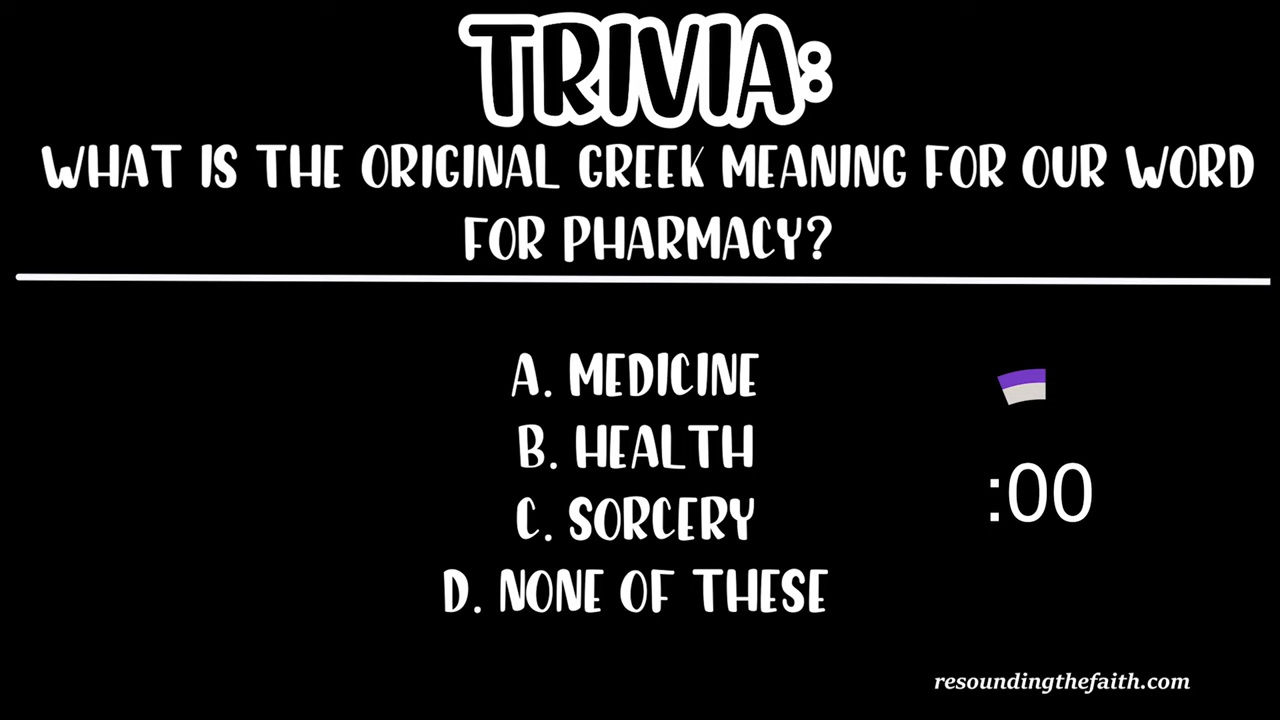 TRIVIA:
WHAT IS THE ORIGINAL GREEK MEANING FOR OUR WORD
FOR PHARMACY?
A. MEDICINE
B. HEALTH
C. SORCERY
:00
D. NONE OF THESE
resoundingthefaith.com